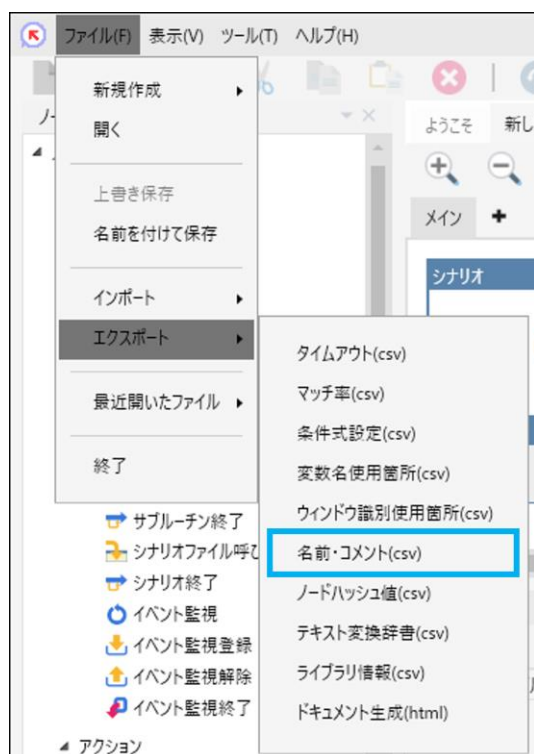 ファイル(F) 表示(V) ツール(T) ヘルプ(H)
新規作成
開く
上書き保存
名前を付けて保存
インポート
エクスポート
最近開いたファイル
終了
ようこそ 新し
メイン
シナリオ
タイムアウト(csv)
マッチ率(csv)
条件式設定(csv)
変数名使用箇所(csv)
ウィンドウ識別使用箇所(csv)
名前・コメント(csv)
ノードハッシュ値(csv)
テキスト変換辞書(csv)
ライブラリ情報(csv)
ドキュメント生成(html)
サブルーチン終了
シナリオファイル呼び
シナリオ終了
イベント監視
イベント監視登録
イベント監視解除
イベント監視終了
アクション